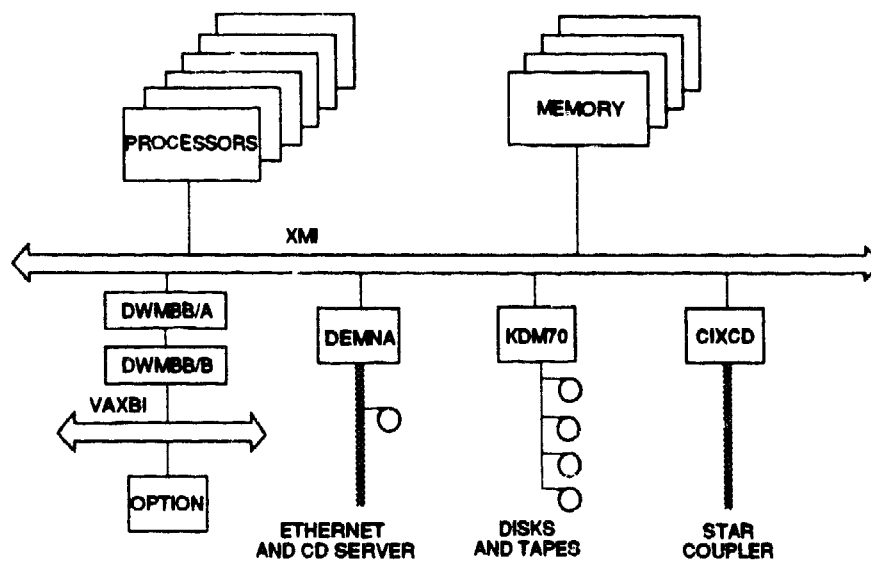 PROCESSORS
MEMORY
XMI
DWMBB/A
DWMBB/B
DEMNA
KDM70
CIXCD
VAXBI
OPTION
ETHERNET
AND CD SERVER
DISKS
AND TAPES
STAR
COUPLER